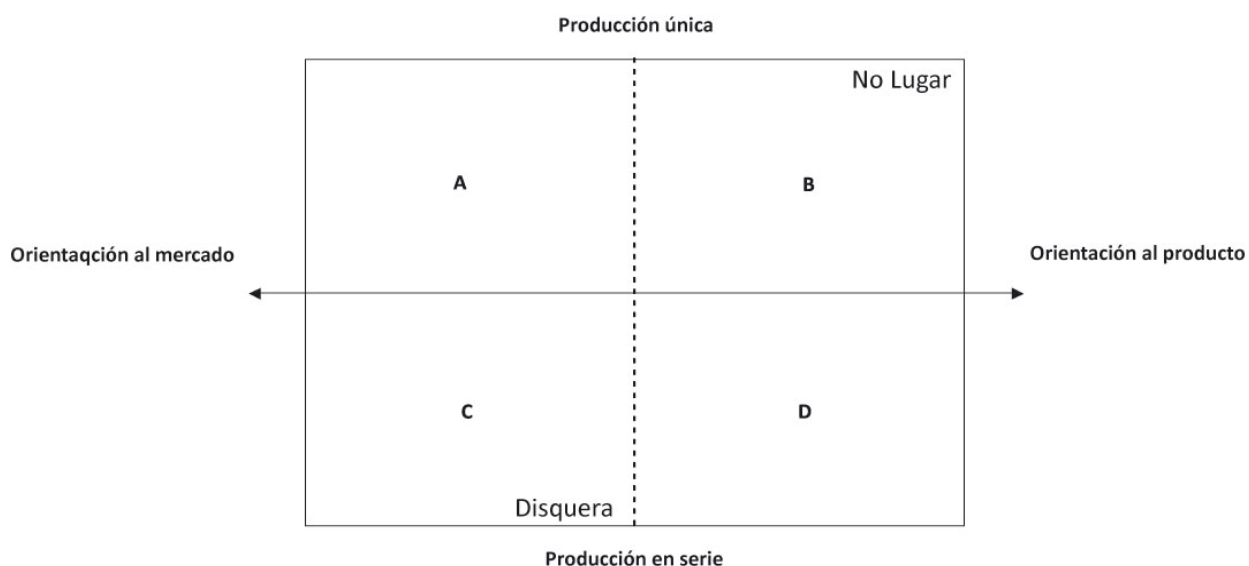 Producción única
No Lugar
A
B
Orientaqción al mercado
Orientación al producto
C
D
Disquera
Producción en serie